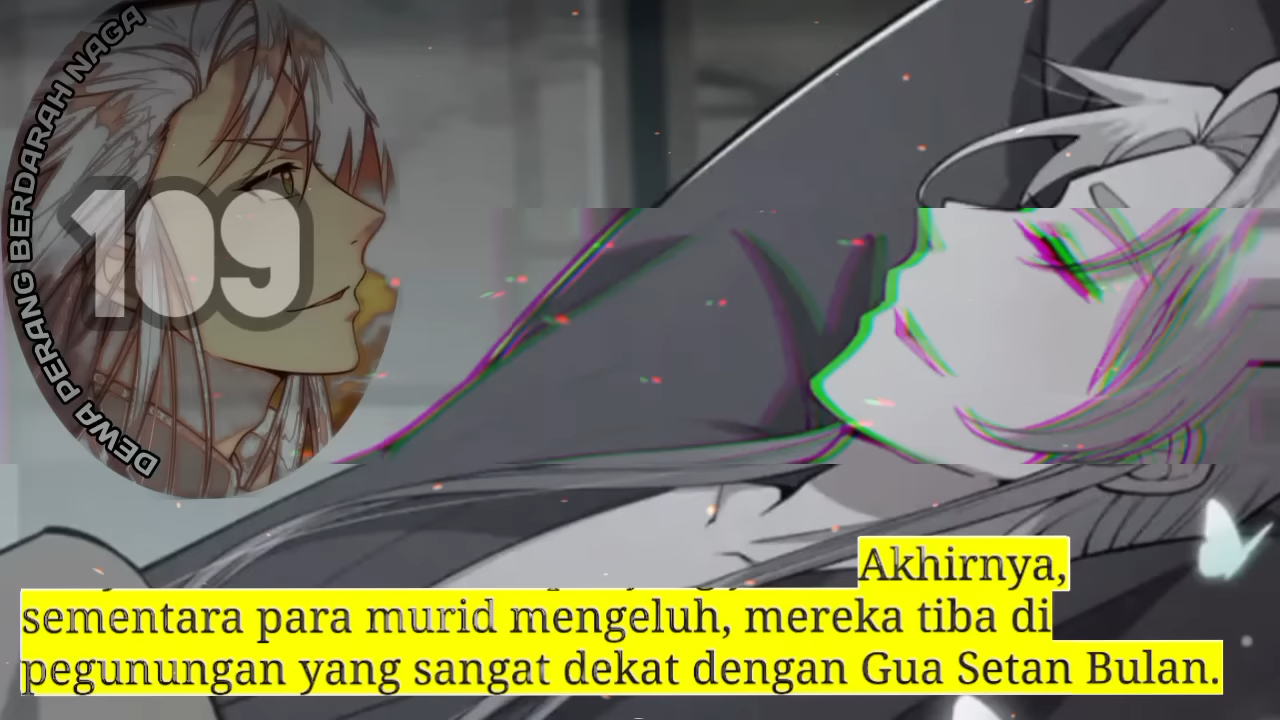 DEWA PERANG BERDARAH NAGA
109
Akhirnya,
sementara para murid mengeluh, mereka tiba di
pegunungan yang sangat dekat dengan Gua Setan Bulan.